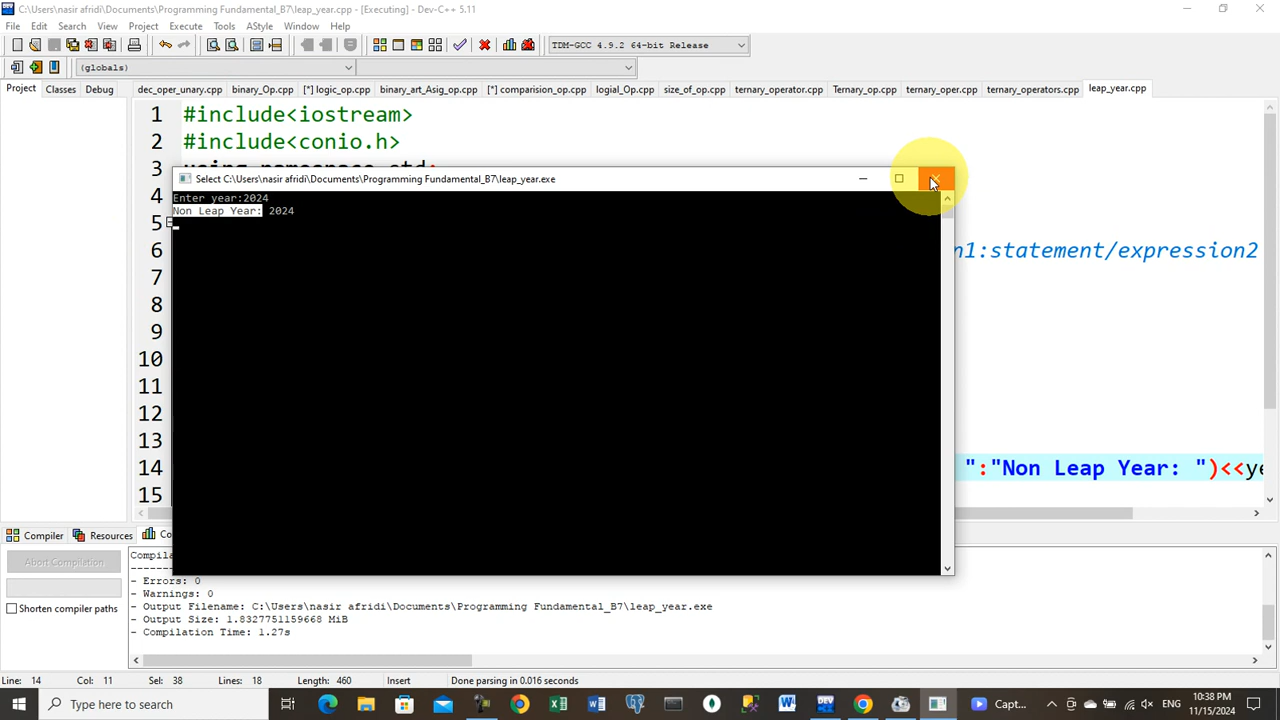 C:\Users\nasir afridi\Documents\Programming Fundamental_B7\leap_year.cpp - [Executing] - Dev-C++ 5.11
File Edit Search View Project Execute Tools AStyle Window Help
TDM-GCC 4.9.2 64-bit Release
(globals)
Project Classes Debug
dec_oper_unary.cpp binary_Op.cpp [*] logic_op.cpp binary_art_Asig_op.cpp [*] comparision_op.cpp logial_Op.cpp size_of_op.cpp ternary_operator.cpp Ternary_op.cpp ternary_oper.cpp ternary_operators.cpp leap_year.cpp
1 #include<iostream>
2 #include<conio.h>
3 using namespace std;
Select C:\Users\nasir afridi\Documents\Programming Fundamental_B7\leap_year.exe
4
Enter year:2024
Non Leap Year: 2024
5
6 n1:statement/expression2
7
8
9
10
11
12
13
14 ":"Non Leap Year: ")<<ye
15
Compiler Resources Co
Abort Compilation
Shorten compiler paths
Compila
--------
- Errors: 0
- Warnings: 0
- Output Filename: C:\Users\nasir afridi\Documents\Programming Fundamental_B7\leap_year.exe
- Output Size: 1.8327751159668 MiB
- Compilation Time: 1.27s
Line: 14 Col: 11 Sel: 38 Lines: 18 Length: 460 Insert Done parsing in 0.016 seconds
Type here to search
Capt...
ENG
10:38 PM
11/15/2024